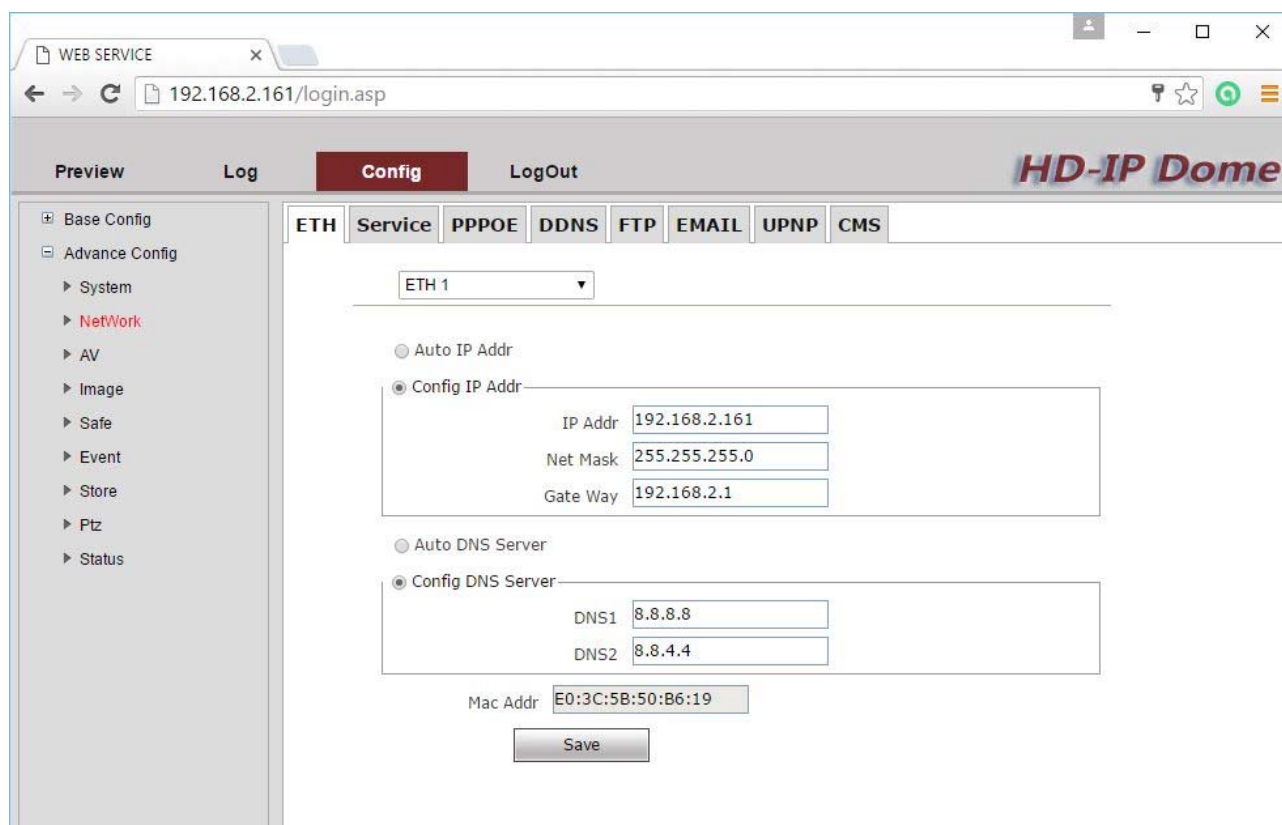 WEB SERVICE
192.168.2.161/login.asp
Preview Log Config LogOut HD-IP Dome
Base Config
Advance Config
System
NetWork
AV
Image
Safe
Event
Store
Ptz
Status
ETH Service PPPOE DDNS FTP EMAIL UPNP CMS
ETH 1
Auto IP Addr
Config IP Addr
IP Addr 192.168.2.161
Net Mask 255.255.255.0
Gate Way 192.168.2.1
Auto DNS Server
Config DNS Server
DNS1 8.8.8.8
DNS2 8.8.4.4
Mac Addr E0:3C:5B:50:B6:19
Save